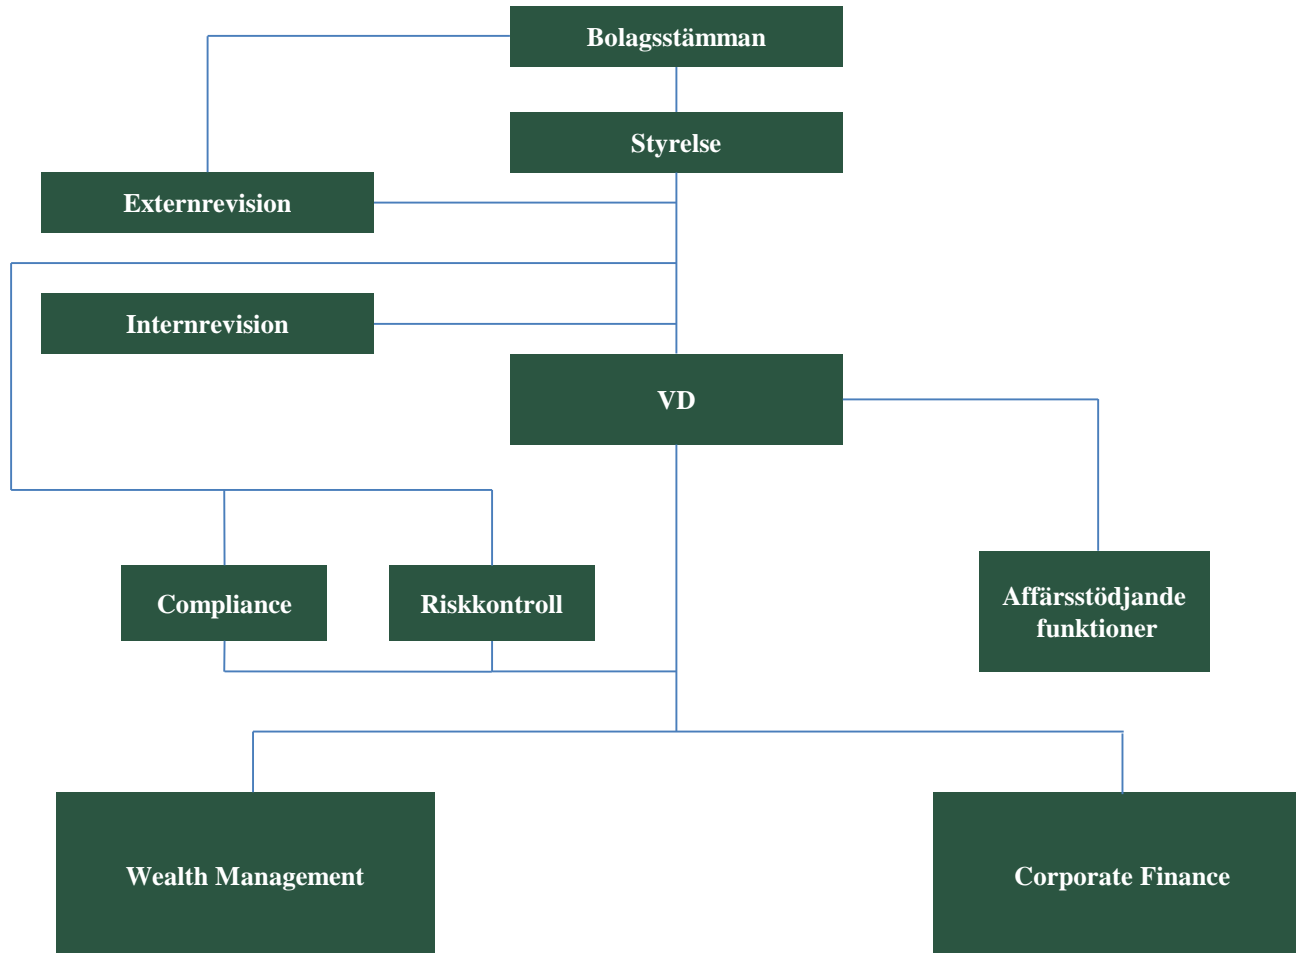 Bolagsstämman
Styrelse
Externrevision
Internrevision
VD
Compliance
Riskkontroll
Affärsstödjande
funktioner
Wealth Management
Corporate Finance